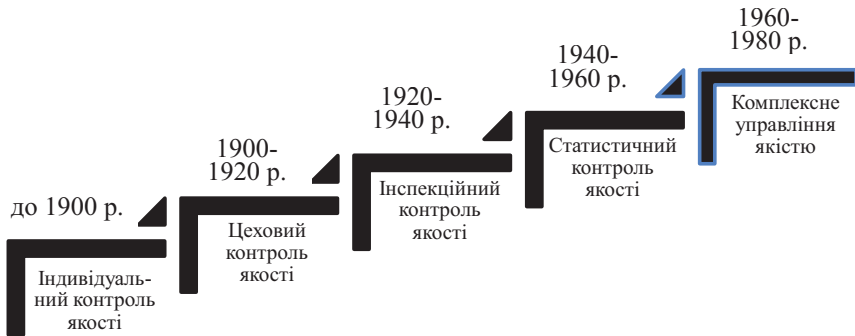 до 1900 р.
Індивідуаль-
ний контроль
якості
1900-
1920 р.
Цеховий
контроль
якості
1920-
1940 р.
Інспекційний
контроль
якості
1940-
1960 р.
Статистичний
контроль
якості
1960-
1980 р.
Комплексне
управління
якістю